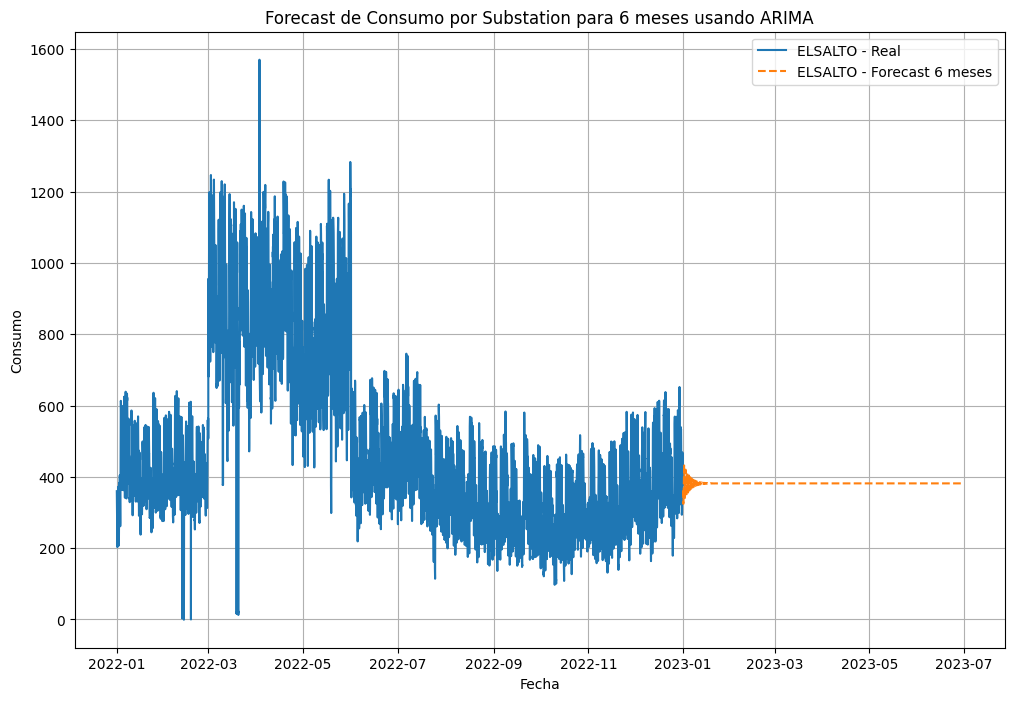 Forecast de Consumo por Substation para 6 meses usando ARIMA
ELSALTO - Real
ELSALTO - Forecast 6 meses
Consumo
1600
1400
1200
1000
800
600
400
200
0
2022-01 2022-03 2022-05 2022-07 2022-09 2022-11 2023-01 2023-03 2023-05 2023-07
Fecha